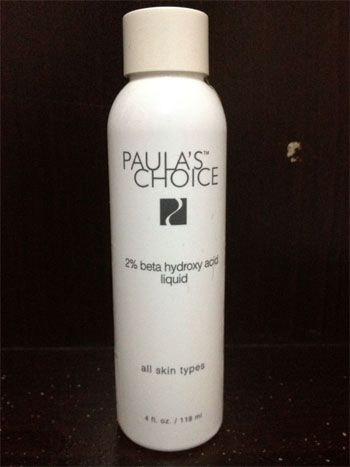 PAULA'S™
CHOICE
2% beta hydroxy acid
liquid
all skin types
4 fl. oz. / 118 ml